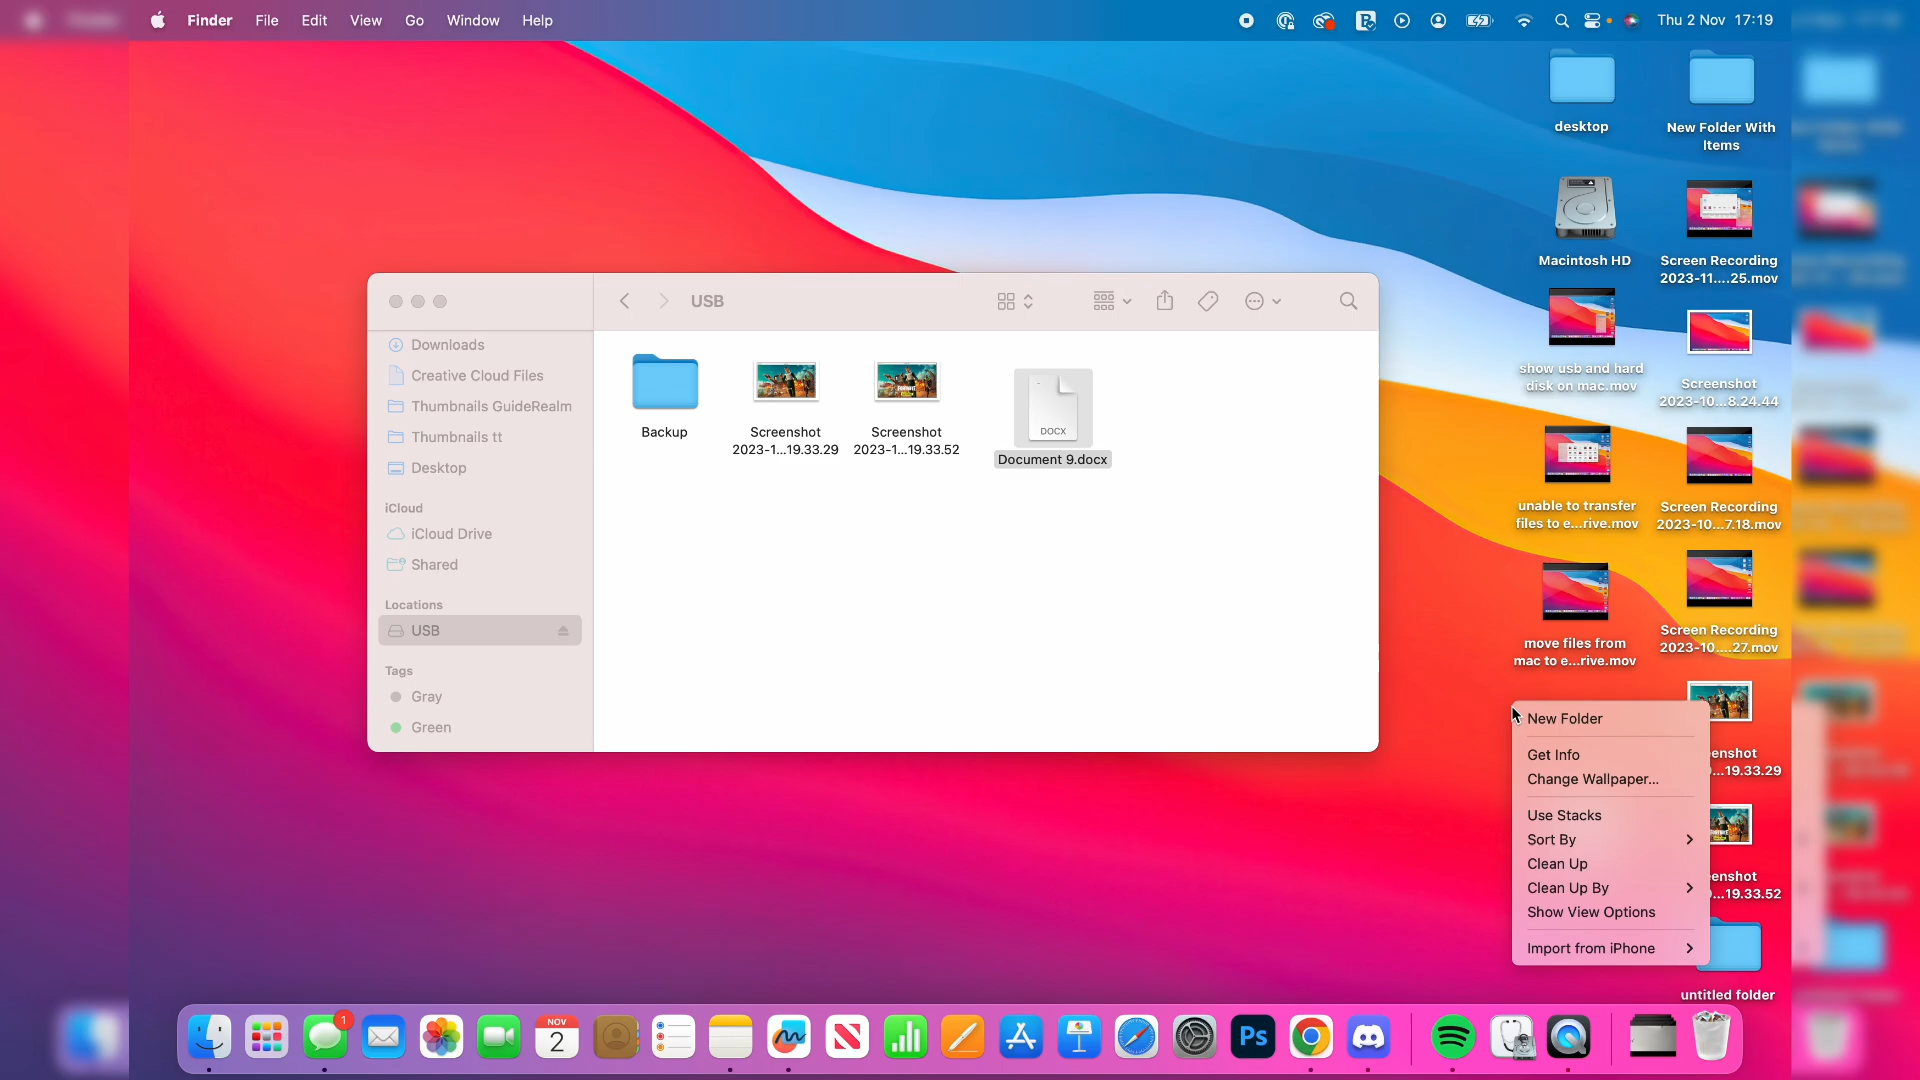 Finder File Edit View Go Window Help
Thu 2 Nov 17:19
USB
Downloads
Creative Cloud Files
Thumbnails GuideRealm
Thumbnails tt
Desktop
iCloud
iCloud Drive
Shared
Locations
USB
Tags
Gray
Green
Backup
Screenshot
2023-1...19.33.29
Screenshot
2023-1...19.33.52
DOCX
Document 9.docx
desktop
New Folder With
Items
Macintosh HD
Screen Recording
2023-11....25.mov
show usb and hard
disk on mac.mov
Screenshot
2023-10...8.24.44
unable to transfer
files to e...rive.mov
Screen Recording
2023-10...7.18.mov
move files from
mac to e...rive.mov
Screen Recording
2023-10....27.mov
New Folder
Get Info
Change Wallpaper...
Use Stacks
Sort By
Clean Up
Clean Up By
Show View Options
Import from iPhone
enshot
...19.33.29
enshot
...19.33.52
untitled folder
1
NOV
2
Ps